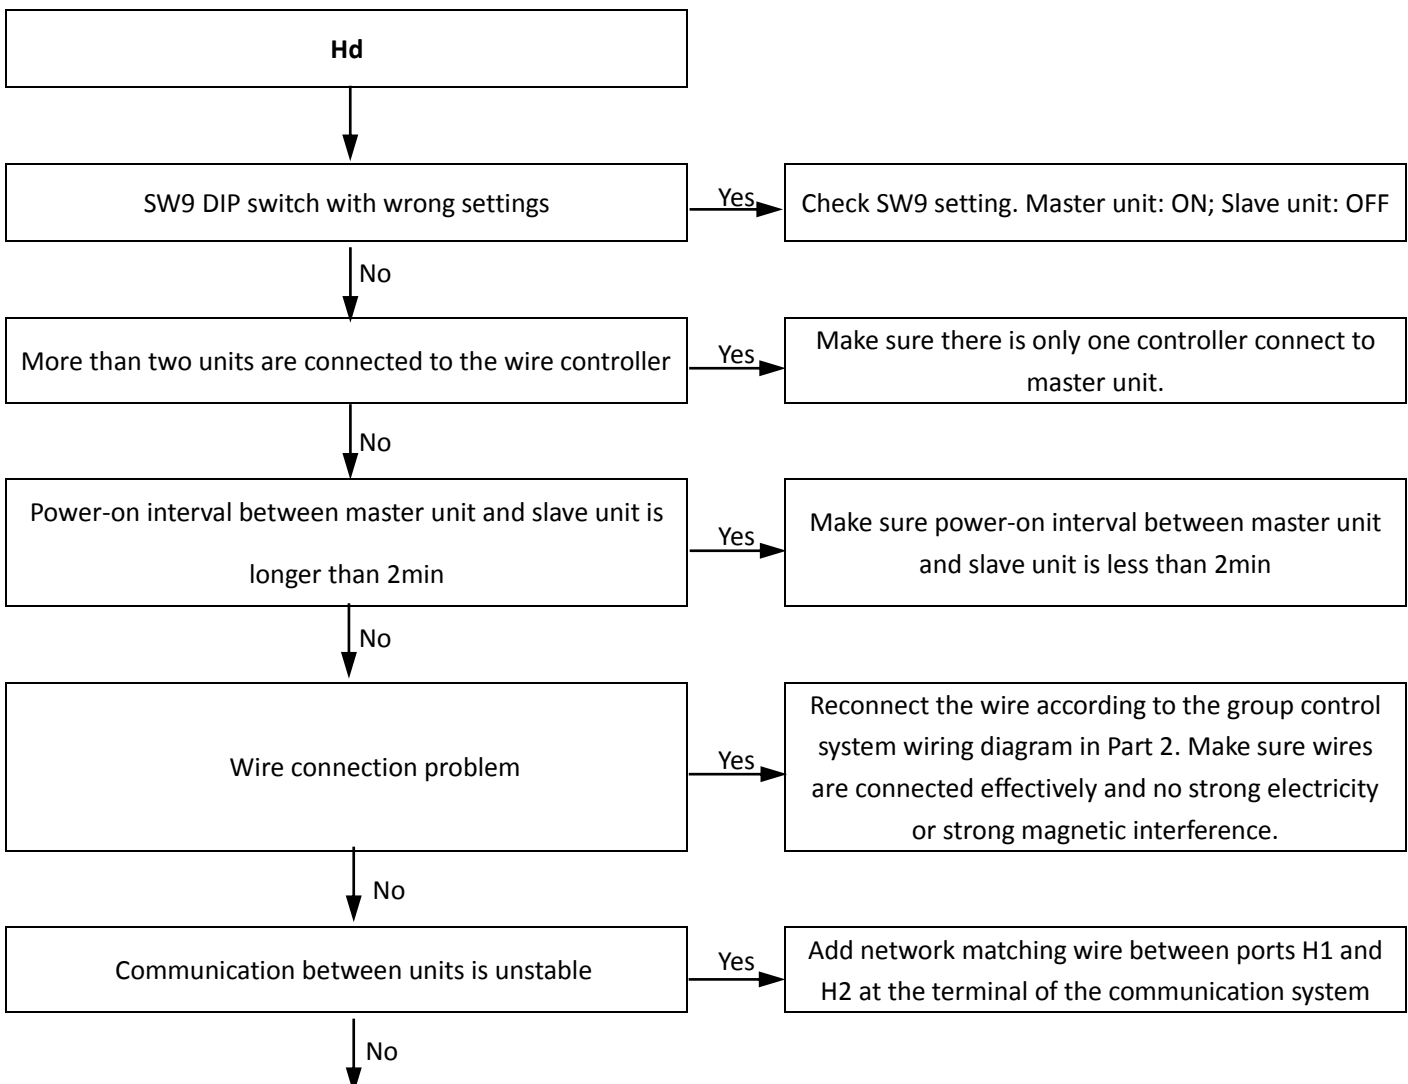 Hd
SW9 DIP switch with wrong settings
Yes
Check SW9 setting. Master unit: ON; Slave unit: OFF
No
More than two units are connected to the wire controller
Yes
Make sure there is only one controller connect to
master unit.
No
Power-on interval between master unit and slave unit is
longer than 2min
Yes
Make sure power-on interval between master unit
and slave unit is less than 2min
No
Wire connection problem
Yes
Reconnect the wire according to the group control
system wiring diagram in Part 2. Make sure wires
are connected effectively and no strong electricity
or strong magnetic interference.
No
Communication between units is unstable
Yes
Add network matching wire between ports H1 and
H2 at the terminal of the communication system
No